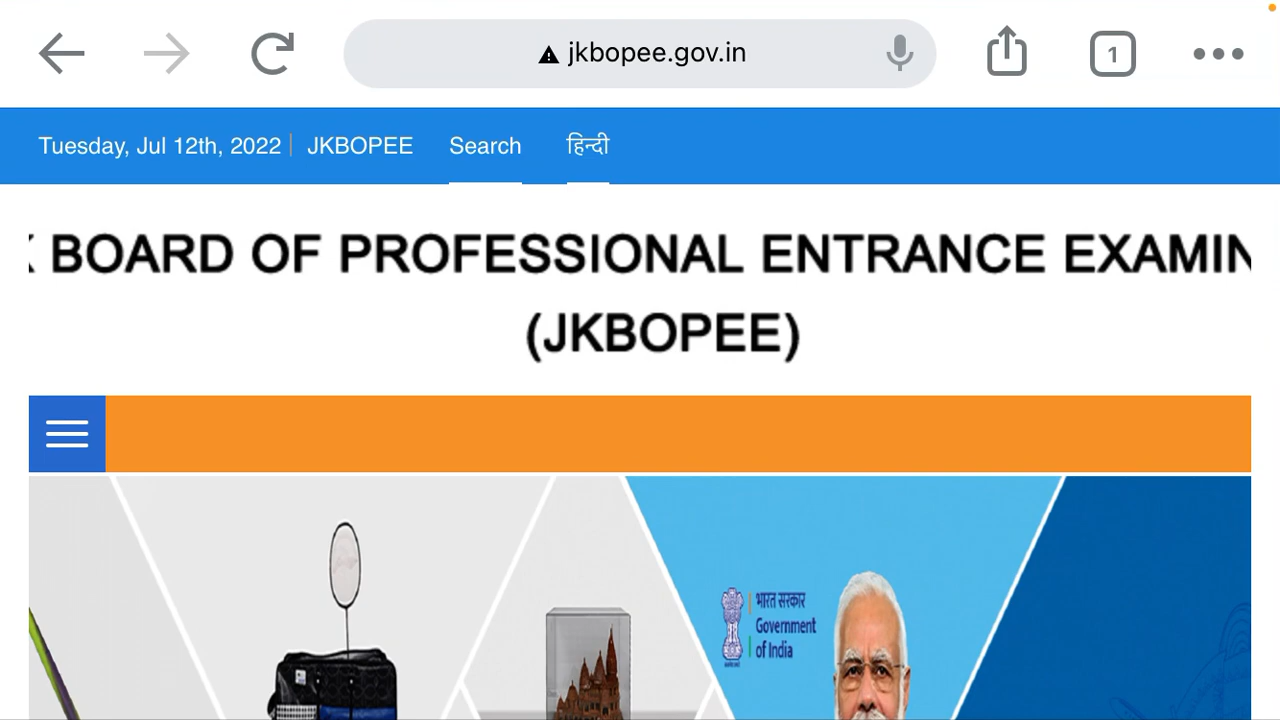 jkbopee.gov.in
1
Tuesday, Jul 12th, 2022 JKBOPEE Search हिन्दी
K BOARD OF PROFESSIONAL ENTRANCE EXAMIN
(JKBOPEE)
भारत सरकार
Government
of India